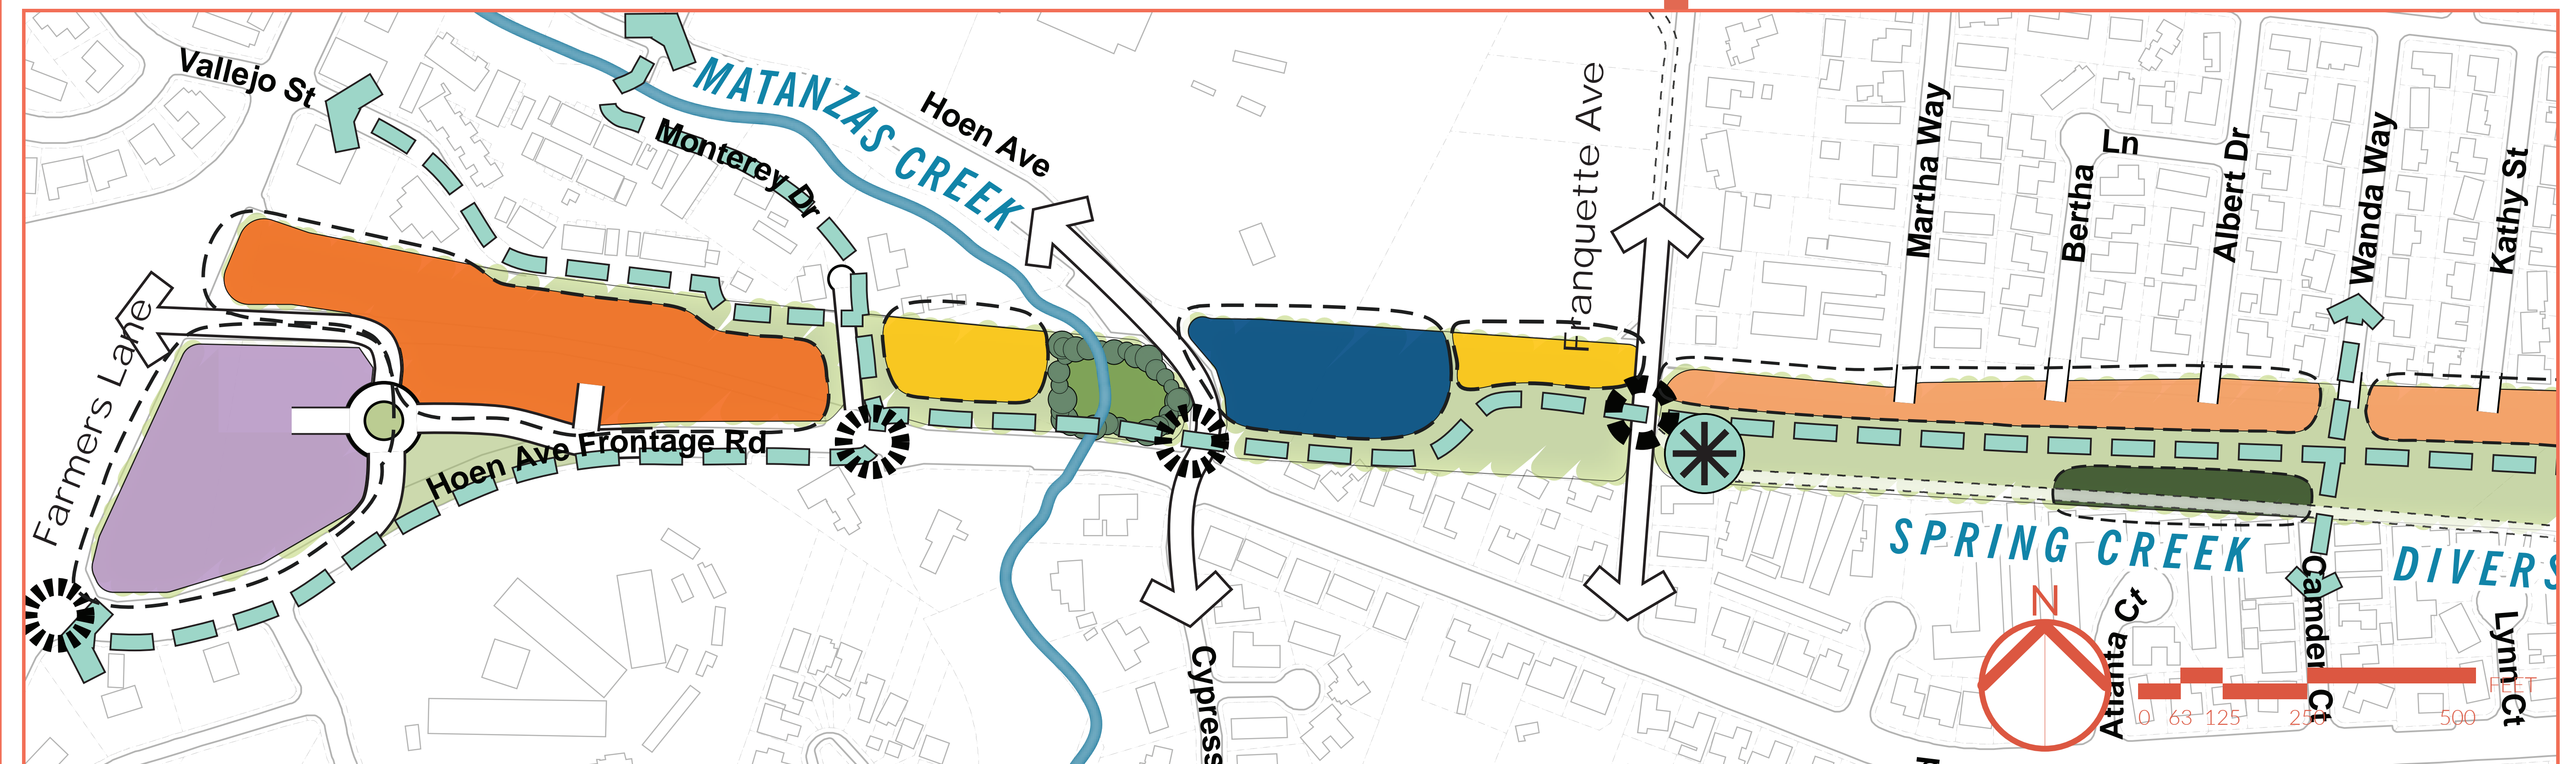 Vallejo St
MATANZAS CREEK
Hoen Ave
Monterey Dr
Franquette Ave
Martha Way
Bertha
Ln
Albert Dr
Wanda Way
Kathy St
Farmers Lane
Hoen Ave Frontage Rd
SPRING CREEK
DIVERS
Cypress
N
Atlanta Ct
Camden Ct
Lynn Ct
FEET
0 63 125 250 500